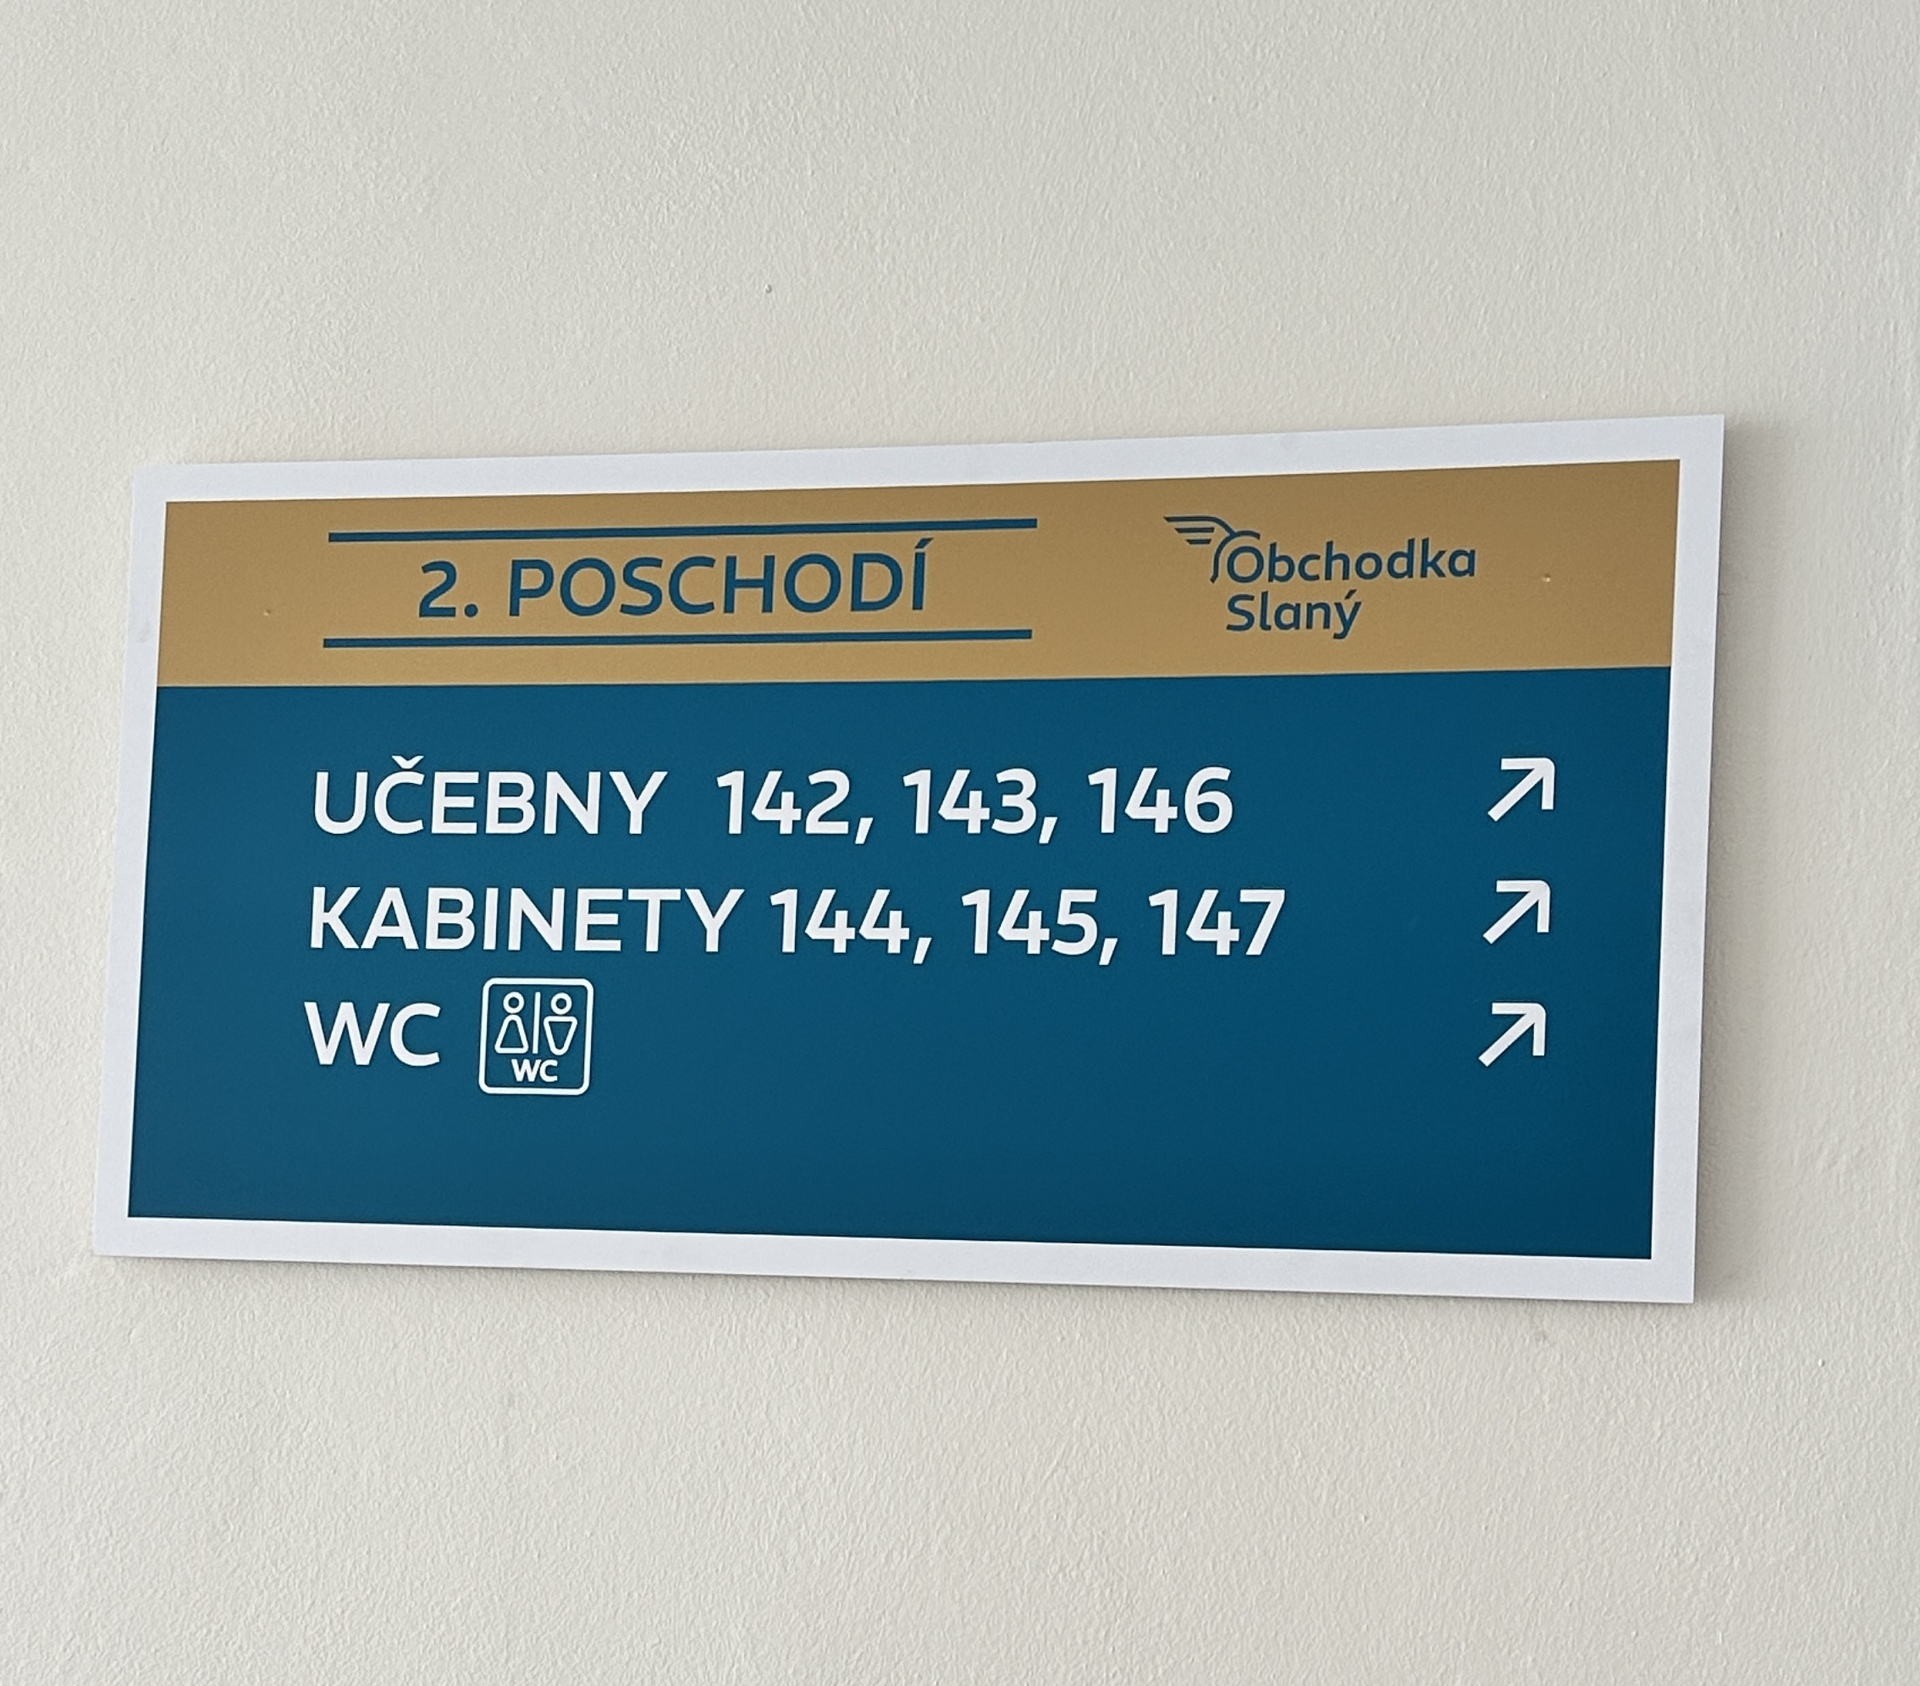 2. POSCHODÍ
Obchodka
Slaný
UČEBNY 142, 143, 146
KABINETY 144, 145, 147
WC
WC